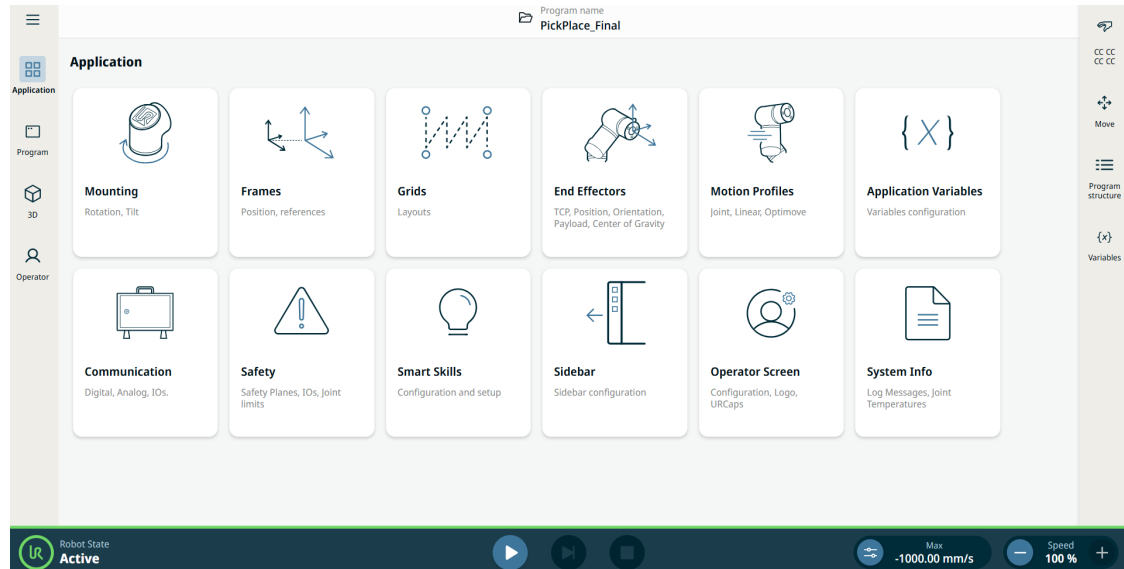 Program name
PickPlace_Final
Application
Application
Program
3D
Operator
Mounting
Rotation, Tilt
Frames
Position, references
Grids
Layouts
End Effectors
TCP, Position, Orientation,
Payload, Center of Gravity
Motion Profiles
Joint, Linear, Optimove
{ X }
Application Variables
Variables configuration
Communication
Digital, Analog, IOs.
Safety
Safety Planes, IOs, Joint
limits
Smart Skills
Configuration and setup
Sidebar
Sidebar configuration
Operator Screen
Configuration, Logo,
URCaps
System Info
Log Messages, Joint
Temperatures
CC CC
CC CC
Move
Program
structure
{x}
Variables
UR
Robot State
Active
Max
-1000.00 mm/s
Speed
100 %